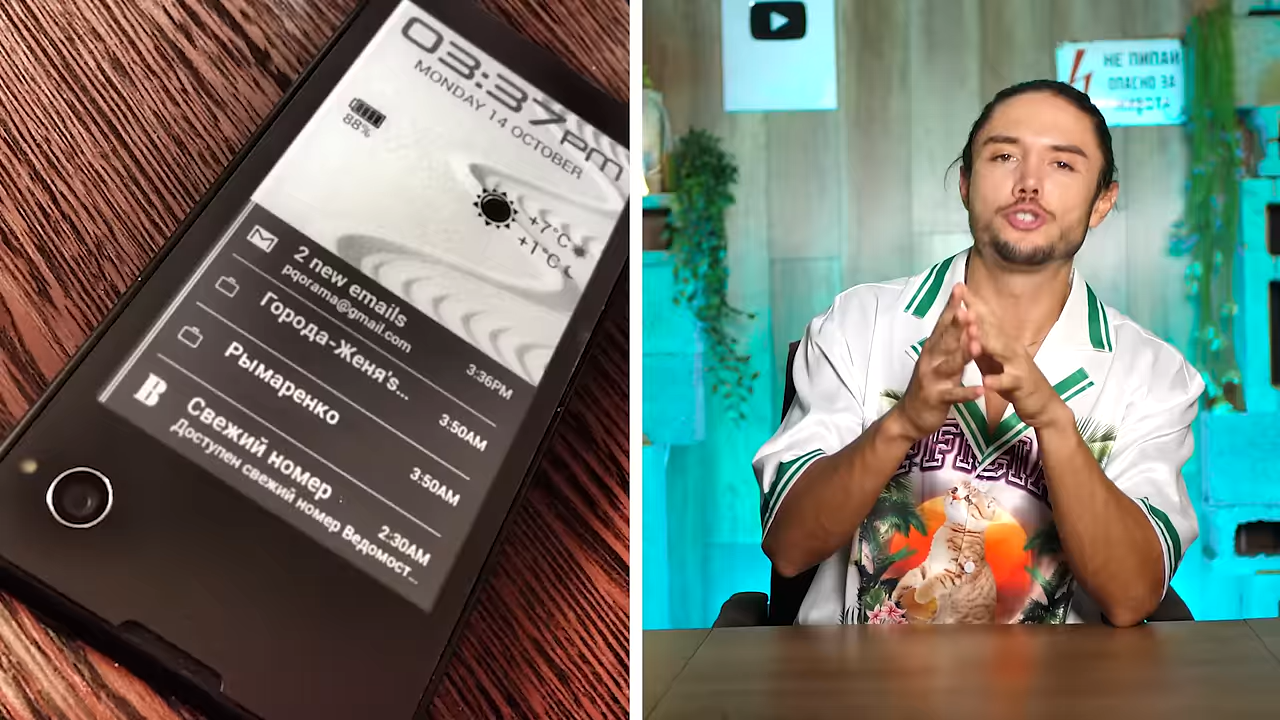 03:37PM
MONDAY 14 OCTOBER
88%
+7°C
+1°C
2 new emails
pqorama@gmail.com
3:36PM
Города-Женя's...
3:50AM
Рымаренко
3:50AM
В
Свежий номер
2:30AM
Доступен свежий номер Ведомост...
НЕ ПИПАЙ
ОПАСНО ЗА